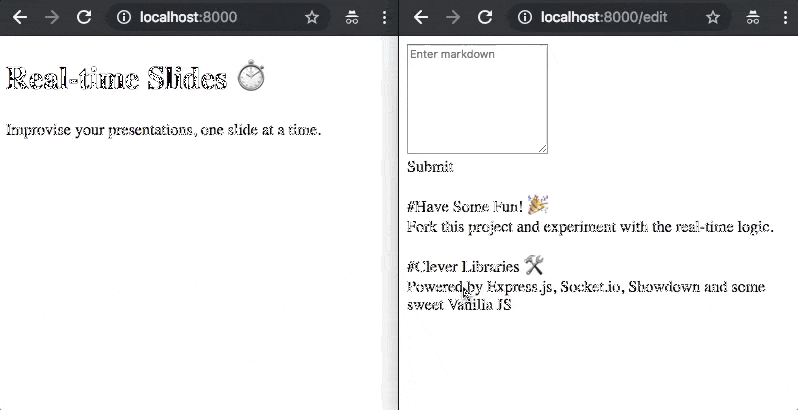 localhost:8000
Real-time Slides ⏱
Improvise your presentations, one slide at a time.
localhost:8000/edit
Enter markdown
Submit
#Have Some Fun! 🎉
Fork this project and experiment with the real-time logic.
#Clever Libraries 🛠
Powered by Express.js, Socket.io, Showdown and some
sweet Vanilia JS